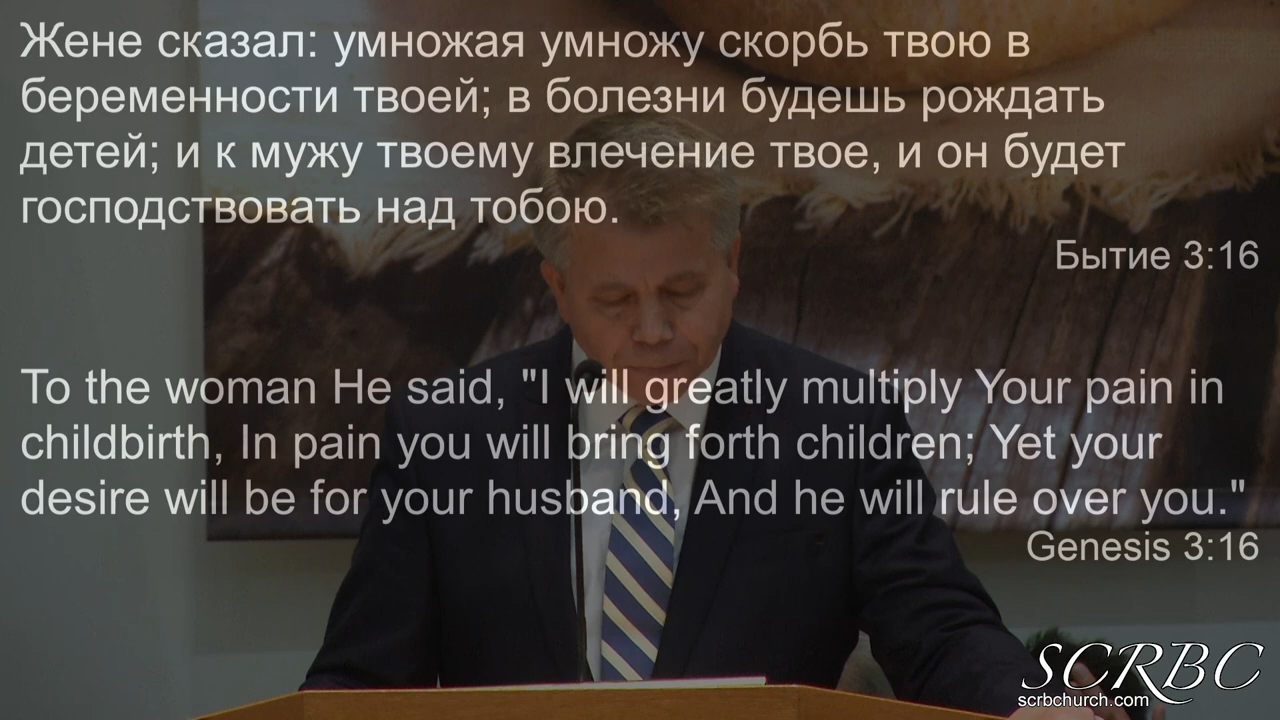 Жене сказал: умножая умножу скорбь твою в
беременности твоей; в болезни будешь рождать
детей; и к мужу твоему влечение твое, и он будет
господствовать над тобою.
Бытие 3:16
To the woman He said, "I will greatly multiply Your pain in
childbirth, In pain you will bring forth children; Yet your
desire will be for your husband, And he will rule over you."
Genesis 3:16
SCRBC
scrbchurch.com